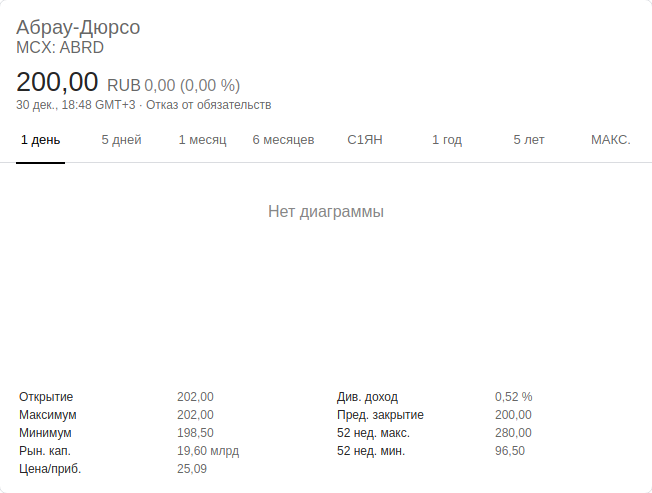 Абрау-Дюрсо
MCX: ABRD
200,00 RUB 0,00 (0,00 %)
30 дек., 18:48 GMT+3 · Отказ от обязательств
1 день 5 дней 1 месяц 6 месяцев С1ЯН 1 год 5 лет МАКС.
Нет диаграммы
Открытие 202,00 Див. доход 0,52 %
Максимум 202,00 Пред. закрытие 200,00
Минимум 198,50 52 нед. макс. 280,00
Рын. кап. 19,60 млрд 52 нед. мин. 96,50
Цена/приб. 25,09